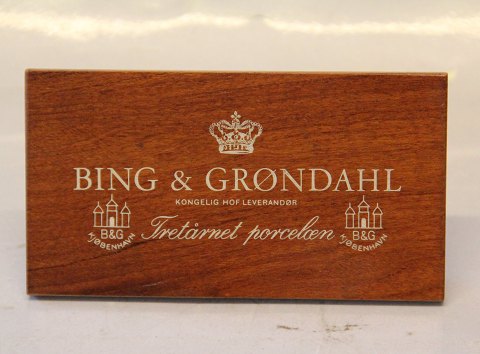 BING & GRØNDAHL
KONGELIG HOF LEVERANDØR
B&G
KJØBENHAVN
Tretårnet porcelæn
B&G
KJØBENHAVN